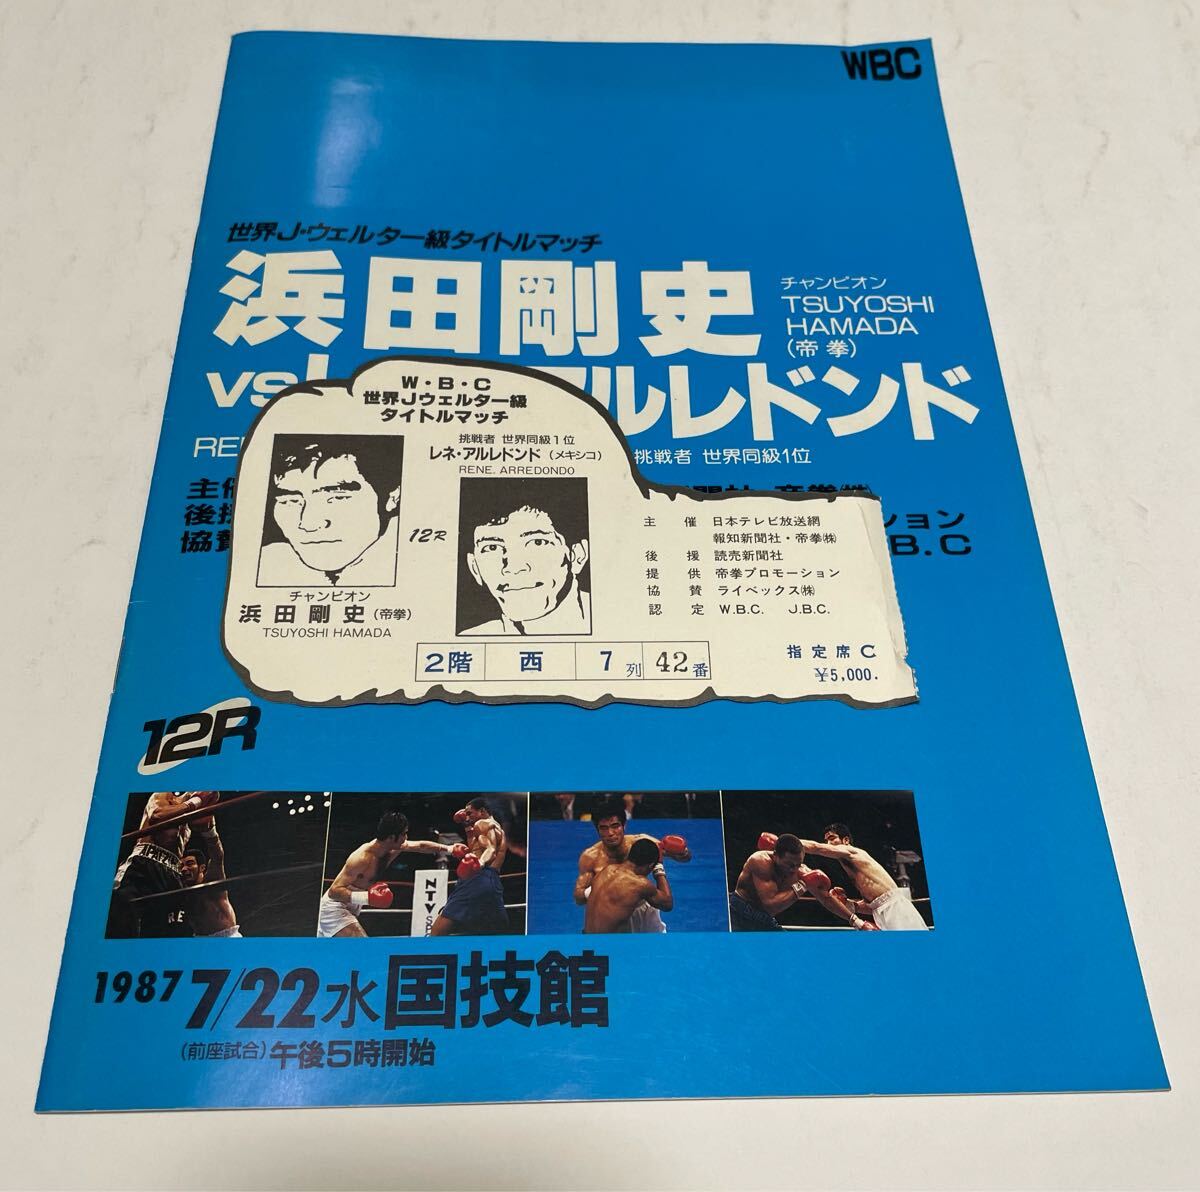 WBC
世界J・ウェルター級タイトルマッチ
浜田剛史
チャンピオン
TSUYOSHI
HAMADA
(帝拳)
vs アルレドンド
挑戦者 世界同級1位
W・B・C
世界Jウェルター級
タイトルマッチ
挑戦者 世界同級1位
レネ・アルレドンド (メキシコ)
RENE. ARREDONDO
12R
チャンピオン
浜田剛史 (帝拳)
TSUYOSHI HAMADA
主催 日本テレビ放送網
報知新聞社・帝拳㈱
後援 読売新聞社
提供 帝拳プロモーション
協賛 ライベックス㈱
認定 W.B.C. J.B.C.
2階 西 7列 42番
指定席C
¥5,000.
ション
B.C
12R
NTV
1987 7/22水 国技館
(前座試合) 午後5時開始